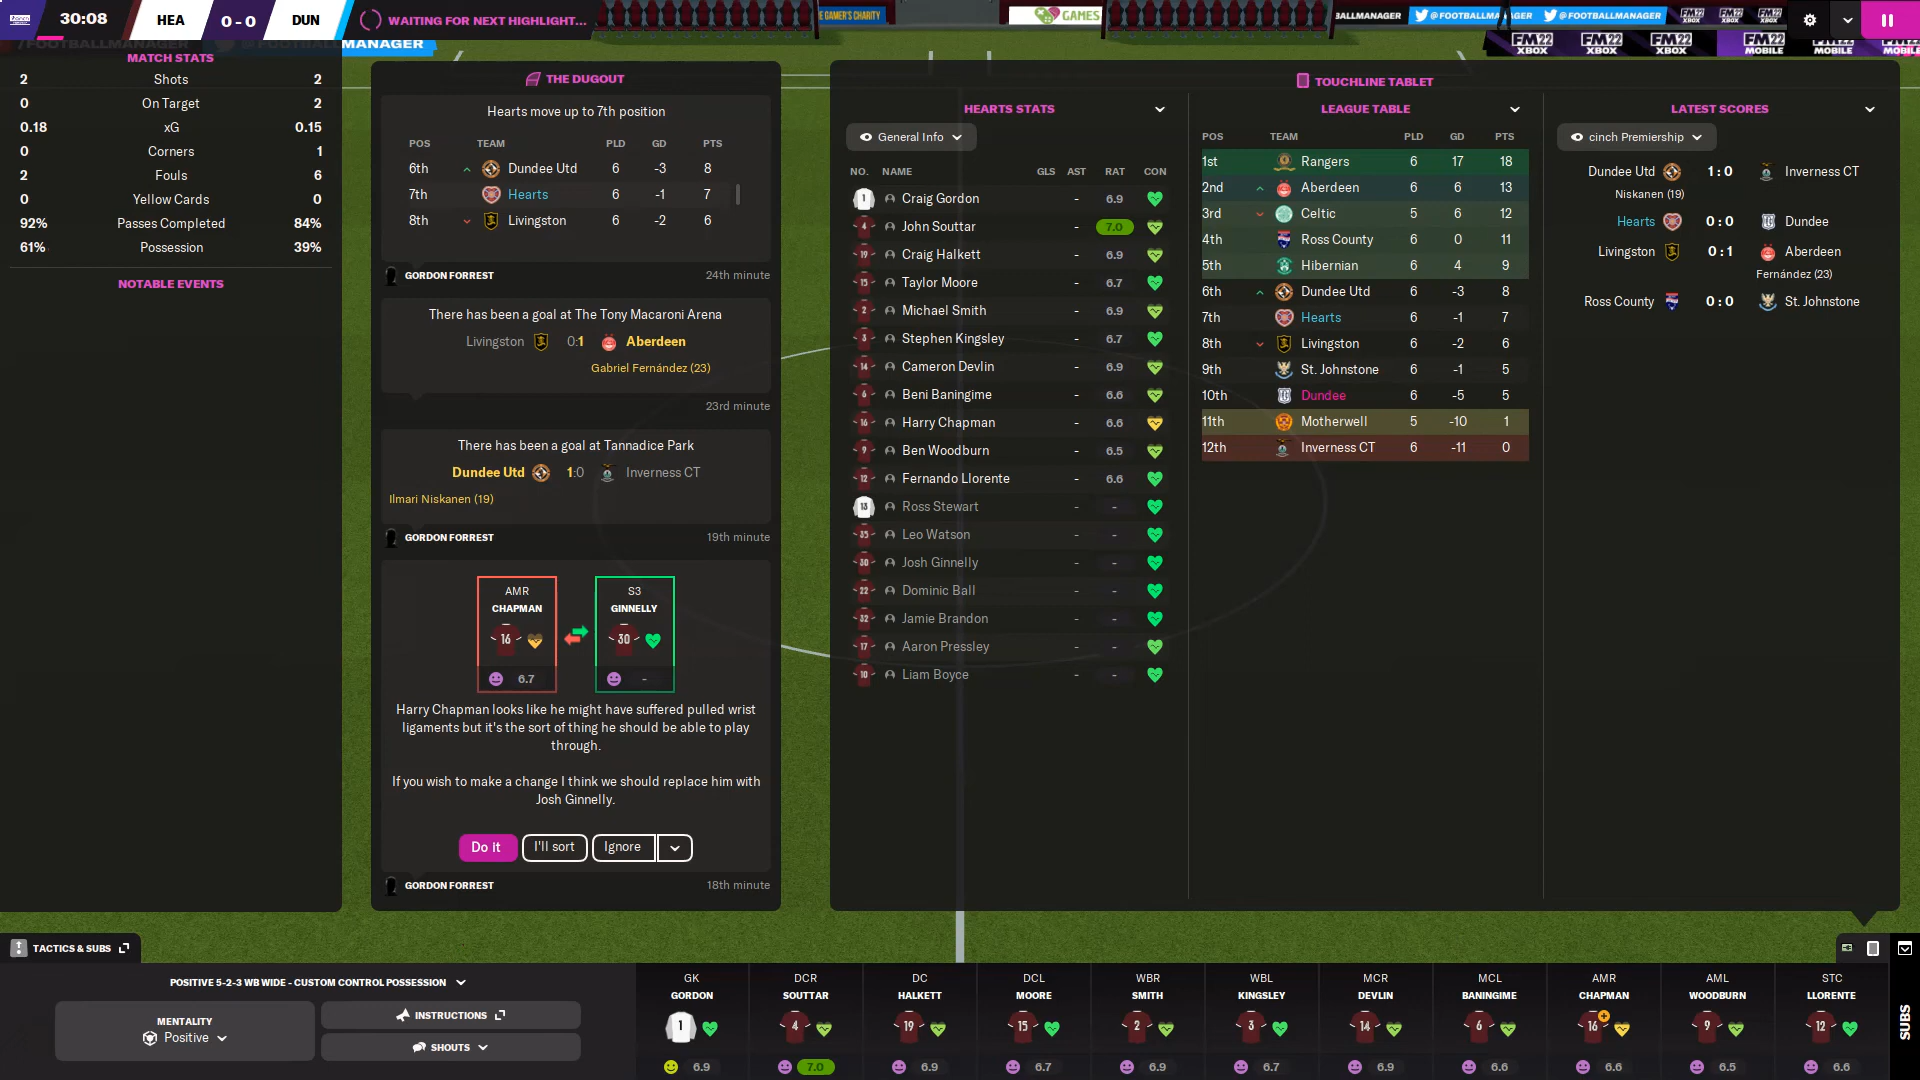 30:08 HEA 0 - 0 DUN WAITING FOR NEXT HIGHLIGHT...
E GAMER'S CHARITY
GAMES
BALLMANAGER @FOOTBALLMA AGER @FOOTBALLMANAGER
FM22 XBOX FM22 XBOX FM22 XBOX FM22 MOBILE
/FOOTBALLMANAGER @FOOTBALLMANAGER
MATCH STATS
2 Shots 2
0 On Target 2
0.18 xG 0.15
0 Corners 1
2 Fouls 6
0 Yellow Cards 0
92% Passes Completed 84%
61% Possession 39%
NOTABLE EVENTS
THE DUGOUT
Hearts move up to 7th position
POS TEAM PLD GD PTS
6th Dundee Utd 6 -3 8
7th Hearts 6 -1 7
8th Livingston 6 -2 6
GORDON FORREST 24th minute
There has been a goal at The Tony Macaroni Arena
Livingston 0:1 Aberdeen
Gabriel Fernández (23)
23rd minute
There has been a goal at Tannadice Park
Dundee Utd 1:0 Inverness CT
Ilmari Niskanen (19)
GORDON FORREST 19th minute
AMR S3
CHAPMAN GINNELLY
16 30
6.7 -
Harry Chapman looks like he might have suffered pulled wrist
ligaments but it's the sort of thing he should be able to play
through.
If you wish to make a change I think we should replace him with
Josh Ginnelly.
Do it I'll sort Ignore
GORDON FORREST 18th minute
TOUCHLINE TABLET
HEARTS STATS
General Info
NO. NAME GLS AST RAT CON
1 Craig Gordon - 6.9
4 John Souttar - 7.0
19 Craig Halkett - 6.9
15 Taylor Moore - 6.7
2 Michael Smith - 6.9
3 Stephen Kingsley - 6.7
14 Cameron Devlin - 6.9
6 Beni Baningime - 6.6
16 Harry Chapman - 6.6
9 Ben Woodburn - 6.5
12 Fernando Llorente - 6.6
13 Ross Stewart - -
35 Leo Watson - -
30 Josh Ginnelly - -
22 Dominic Ball - -
32 Jamie Brandon - -
17 Aaron Pressley - -
10 Liam Boyce - -
LEAGUE TABLE
POS TEAM PLD GD PTS
1st Rangers 6 17 18
2nd Aberdeen 6 6 13
3rd Celtic 5 6 12
4th Ross County 6 0 11
5th Hibernian 6 4 9
6th Dundee Utd 6 -3 8
7th Hearts 6 -1 7
8th Livingston 6 -2 6
9th St. Johnstone 6 -1 5
10th Dundee 6 -5 5
11th Motherwell 5 -10 1
12th Inverness CT 6 -11 0
LATEST SCORES
cinch Premiership
Dundee Utd 1:0 Inverness CT
Niskanen (19)
Hearts 0:0 Dundee
Livingston 0:1 Aberdeen
Fernández (23)
Ross County 0:0 St. Johnstone
TACTICS & SUBS
POSITIVE 5-2-3 WB WIDE - CUSTOM CONTROL POSSESSION
MENTALITY
Positive
INSTRUCTIONS
SHOUTS
GK DCR DC DCL WBR WBL MCR MCL AMR AML STC
GORDON SOUTTAR HALKETT MOORE SMITH KINGSLEY DEVLIN BANINGIME CHAPMAN WOODBURN LLORENTE
1 4 19 15 2 3 14 6 16 9 12
6.9 7.0 6.9 6.7 6.9 6.7 6.9 6.6 6.6 6.5 6.6
SUBS